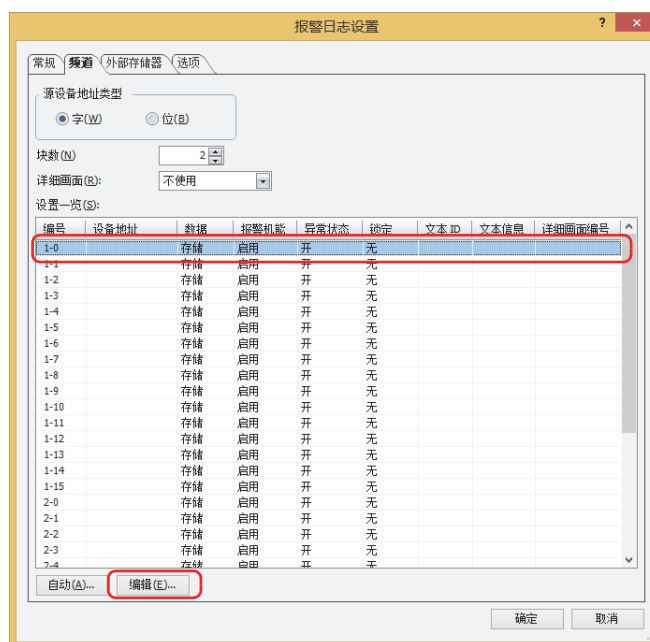 报警日志设置 ? ×
常规 频道 外部存储器 选项
源设备地址类型
字(W) 位(B)
块数(N) 2
详细画面(R): 不使用
设置一览(S):
编号 设备地址 数据 报警机能 异常状态 锁定 文本 ID 文本信息 详细画面编号
1-0 存储 启用 开 无
1-1 存储 启用 开 无
1-2 存储 启用 开 无
1-3 存储 启用 开 无
1-4 存储 启用 开 无
1-5 存储 启用 开 无
1-6 存储 启用 开 无
1-7 存储 启用 开 无
1-8 存储 启用 开 无
1-9 存储 启用 开 无
1-10 存储 启用 开 无
1-11 存储 启用 开 无
1-12 存储 启用 开 无
1-13 存储 启用 开 无
1-14 存储 启用 开 无
1-15 存储 启用 开 无
2-0 存储 启用 开 无
2-1 存储 启用 开 无
2-2 存储 启用 开 无
2-3 存储 启用 开 无
2-4 存储 启用 开 无
自动(A)... 编辑(E)...
确定 取消